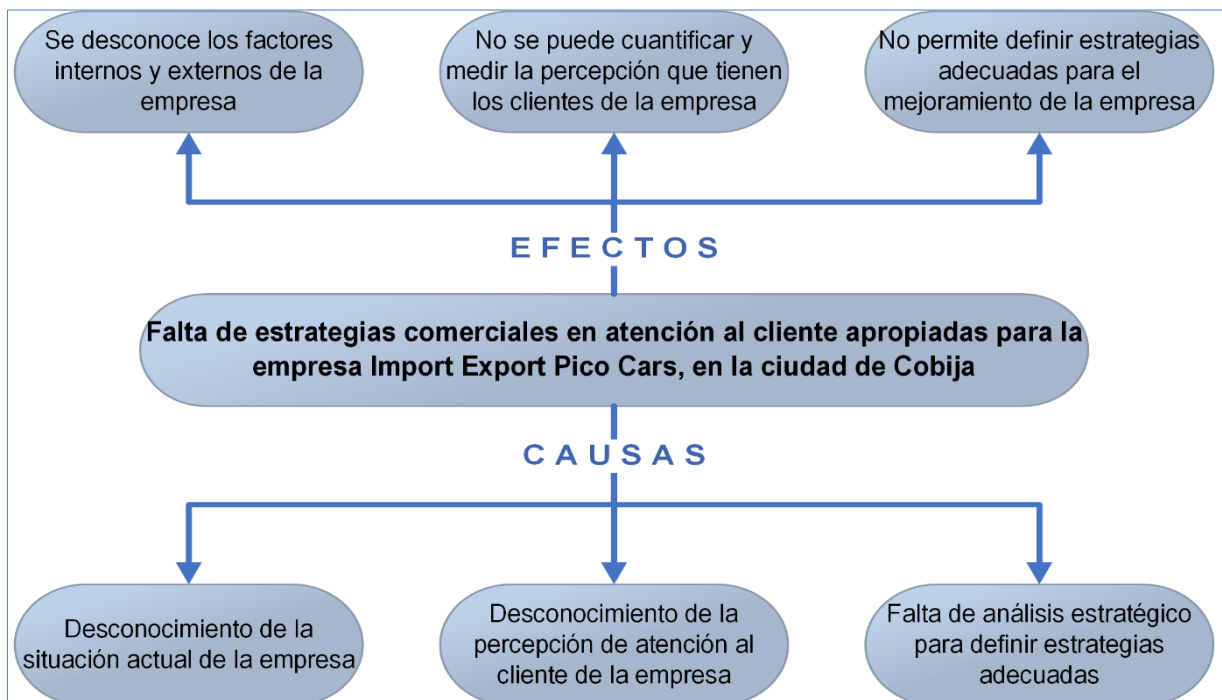 Se desconoce los factores
internos y externos de la
empresa
No se puede cuantificar y
medir la percepción que tienen
los clientes de la empresa
No permite definir estrategias
adecuadas para el
mejoramiento de la empresa
EFECTOS
Falta de estrategias comerciales en atención al cliente apropiadas para la
empresa Import Export Pico Cars, en la ciudad de Cobija
CAUSAS
Desconocimiento de la
situación actual de la empresa
Desconocimiento de la
percepción de atención al
cliente de la empresa
Falta de análisis estratégico
para definir estrategias
adecuadas